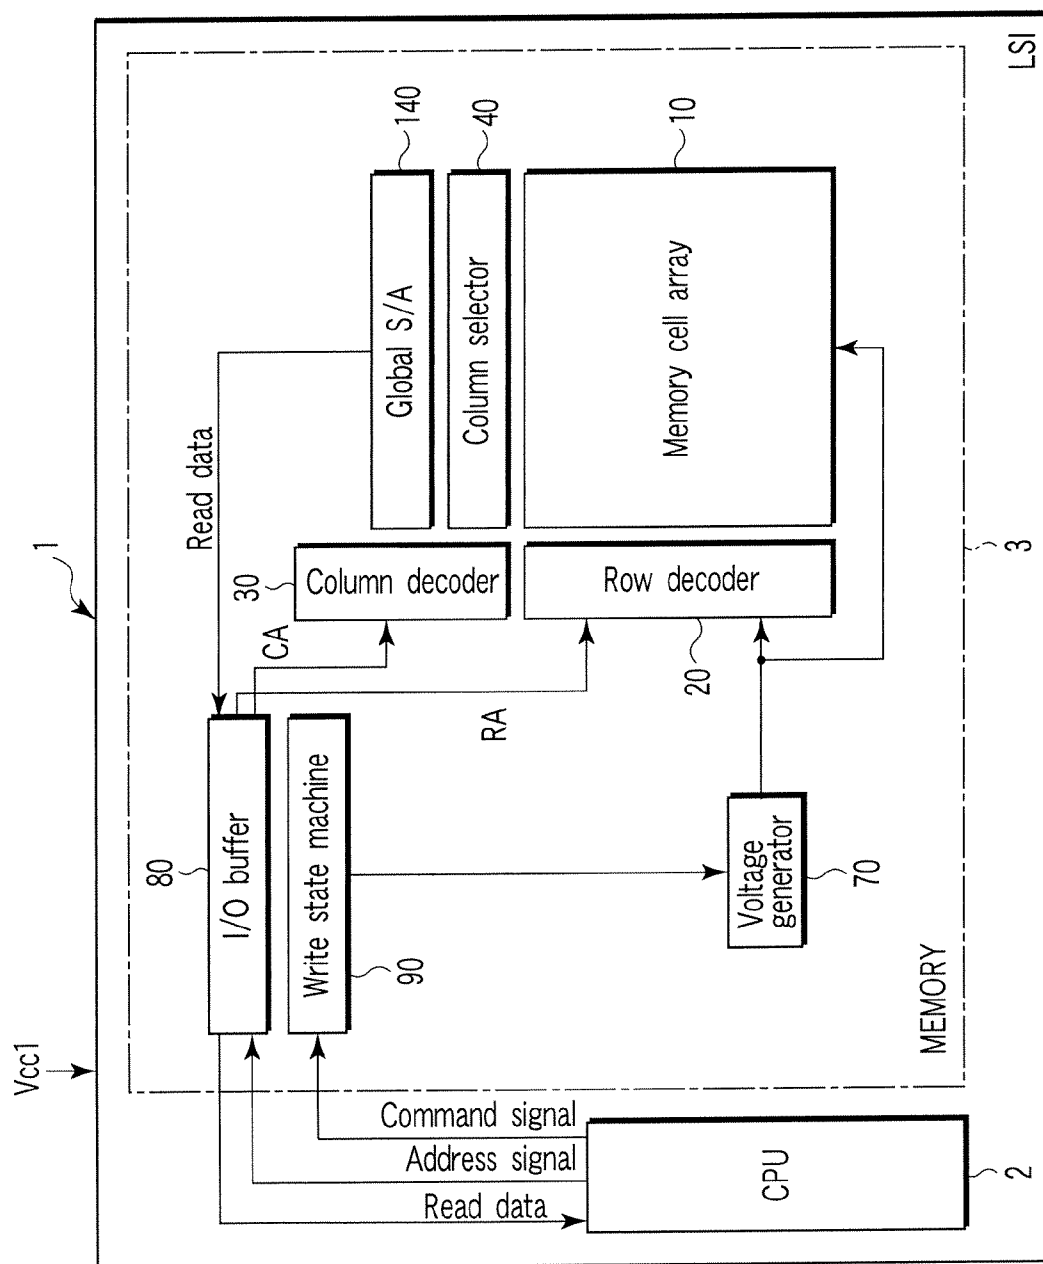 Vcc1
1
LSI
MEMORY
3
CPU
2
Read data
Address signal
Command signal
I/O buffer
80
Write state machine
90
Voltage
generator
70
Read data
CA
RA
Column decoder
30
Row decoder
20
Global S/A
140
Column selector
40
Memory cell array
10